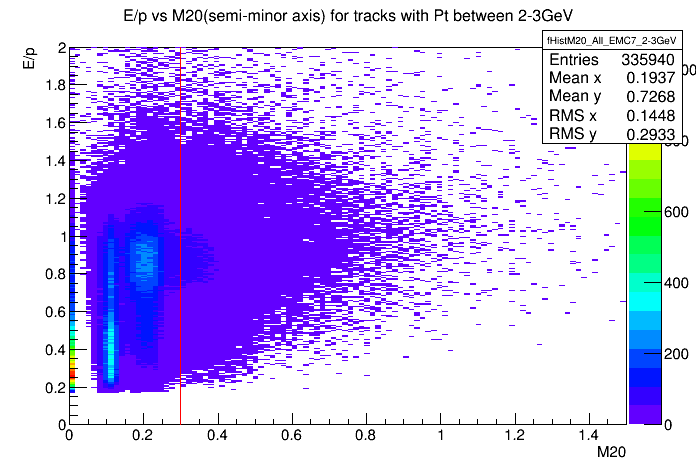 E/p vs M20(semi-minor axis) for tracks with Pt between 2-3GeV
fHistM20_All_EMC7_2-3GeV
Entries 335940
Mean x 0.1937
Mean y 0.7268
RMS x 0.1448
RMS y 0.2933
E/p
2
1.8
1.6
1.4
1.2
1
0.8
0.6
0.4
0.2
0
0 0.2 0.4 0.6 0.8 1 1.2 1.4
M20
600
400
200
0